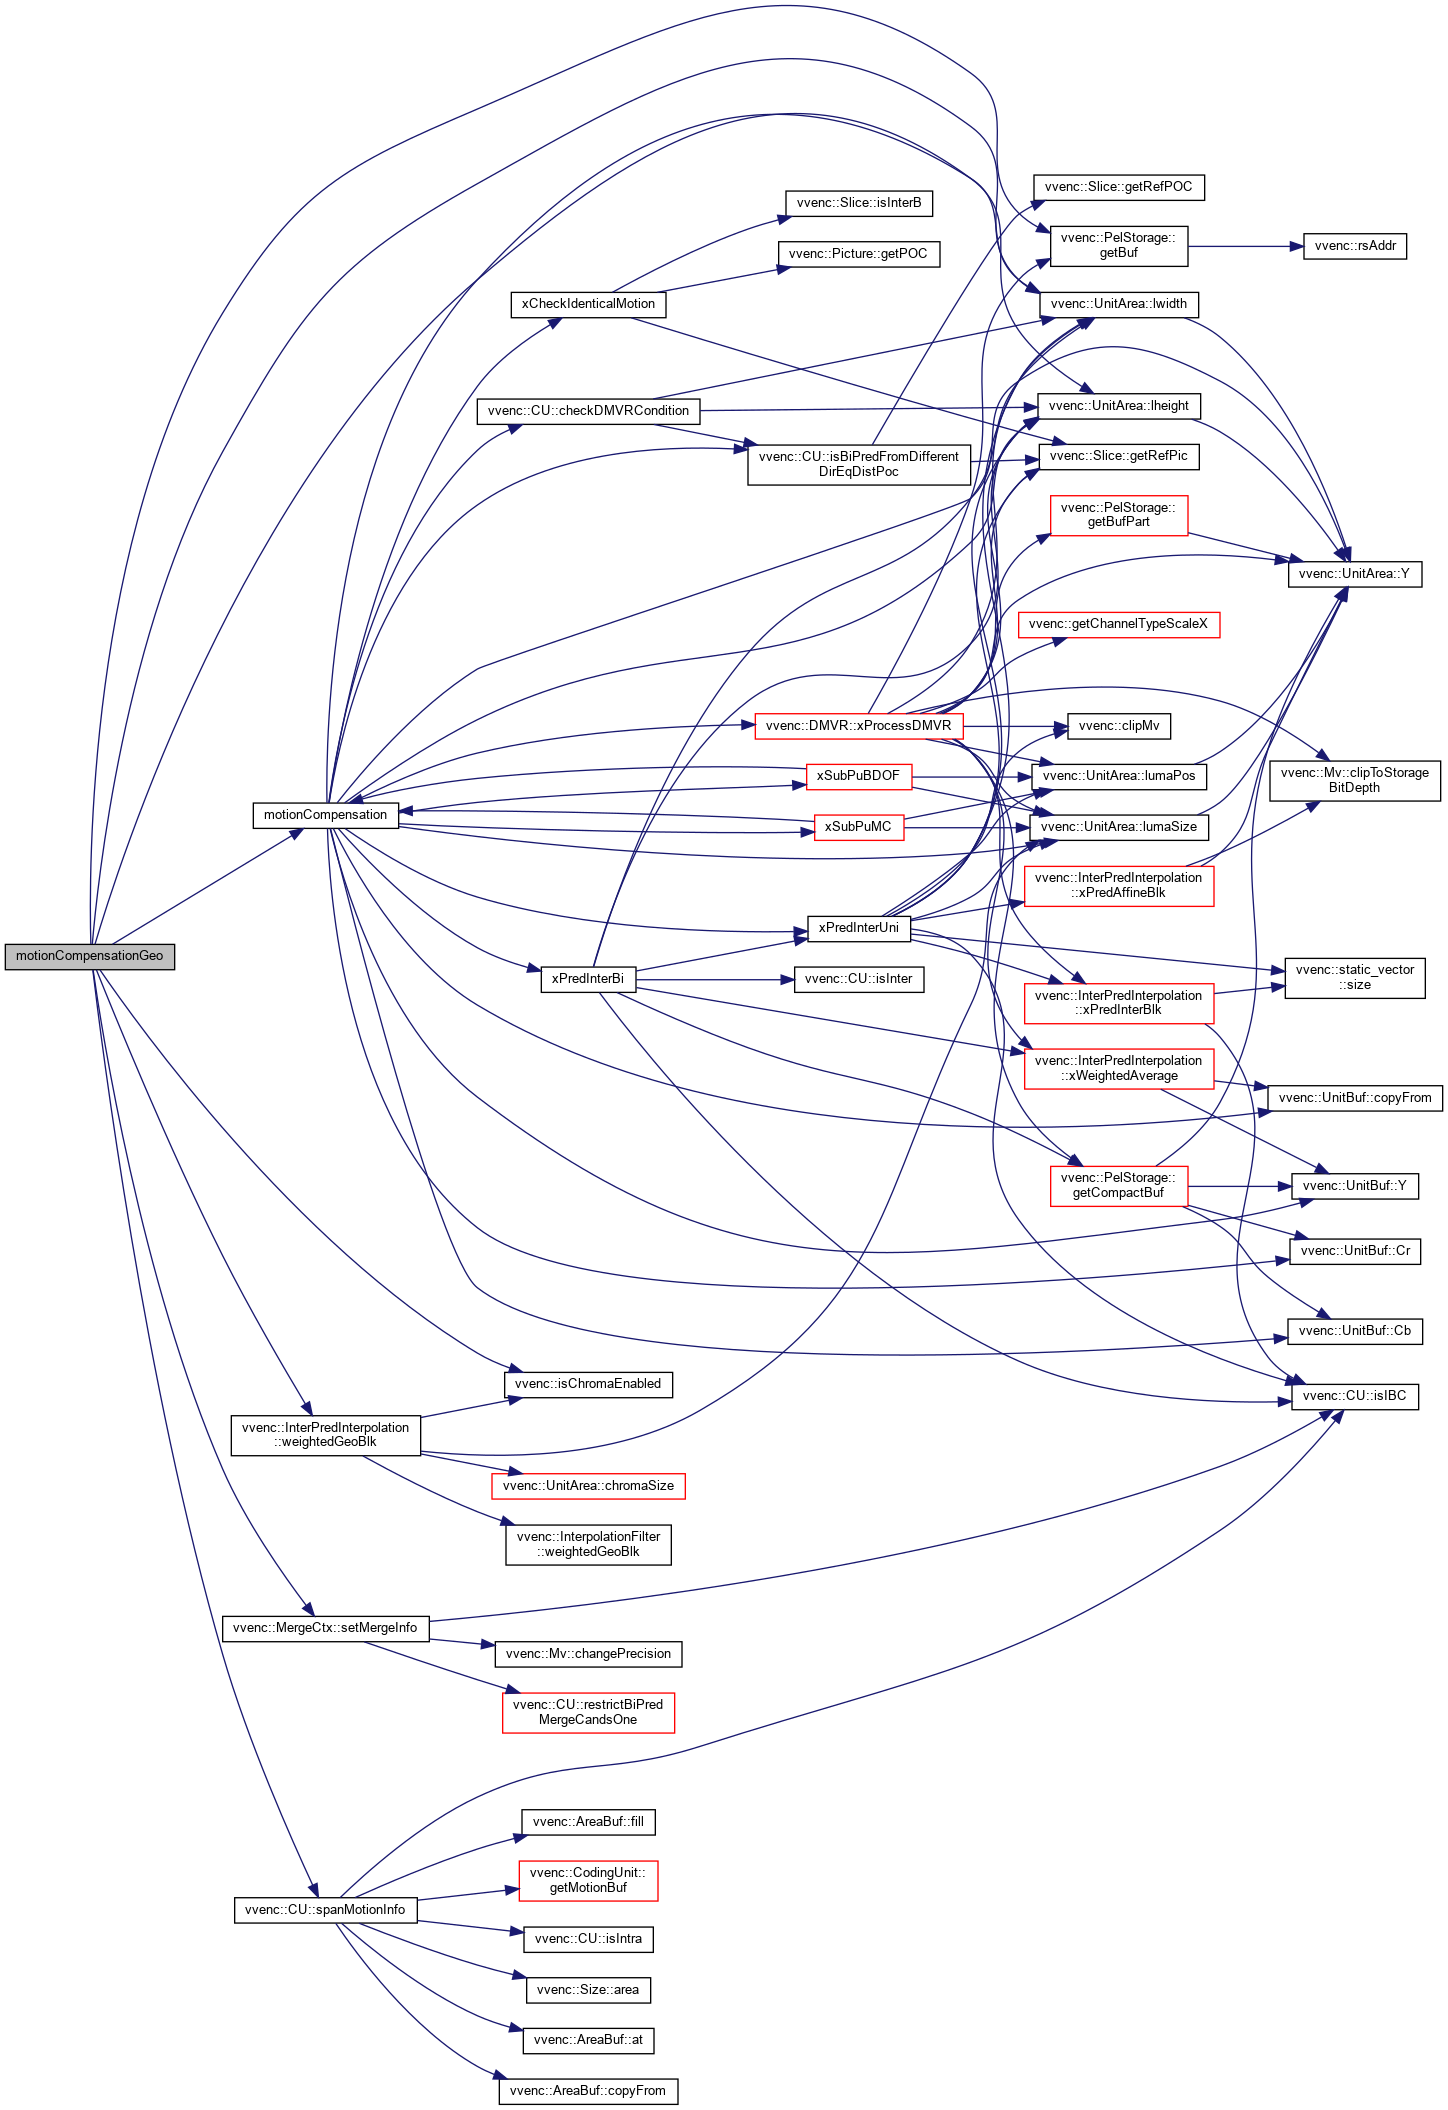 vvenc::Slice::getRefPOC
vvenc::Slice::isInterB
vvenc::PelStorage::
getBuf
vvenc::rsAddr
vvenc::Picture::getPOC
xCheckIdenticalMotion
vvenc::UnitArea::lwidth
vvenc::CU::checkDMVRCondition
vvenc::UnitArea::lheight
vvenc::CU::isBiPredFromDifferent
DirEqDistPoc
vvenc::Slice::getRefPic
vvenc::PelStorage::
getBufPart
vvenc::UnitArea::Y
vvenc::getChannelTypeScaleX
vvenc::DMVR::xProcessDMVR
vvenc::clipMv
xSubPuBDOF
vvenc::UnitArea::lumaPos
vvenc::Mv::clipToStorage
BitDepth
motionCompensation
xSubPuMC
vvenc::UnitArea::lumaSize
vvenc::InterPredInterpolation
::xPredAffineBlk
xPredInterUni
motionCompensationGeo
xPredInterBi
vvenc::CU::isInter
vvenc::static_vector
::size
vvenc::InterPredInterpolation
::xPredInterBlk
vvenc::InterPredInterpolation
::xWeightedAverage
vvenc::UnitBuf::copyFrom
vvenc::PelStorage::
getCompactBuf
vvenc::UnitBuf::Y
vvenc::UnitBuf::Cr
vvenc::UnitBuf::Cb
vvenc::isChromaEnabled
vvenc::CU::isIBC
vvenc::InterPredInterpolation
::weightedGeoBlk
vvenc::UnitArea::chromaSize
vvenc::InterpolationFilter
::weightedGeoBlk
vvenc::MergeCtx::setMergeInfo
vvenc::Mv::changePrecision
vvenc::CU::restrictBiPred
MergeCandsOne
vvenc::AreaBuf::fill
vvenc::CodingUnit::
getMotionBuf
vvenc::CU::spanMotionInfo
vvenc::CU::isIntra
vvenc::Size::area
vvenc::AreaBuf::at
vvenc::AreaBuf::copyFrom